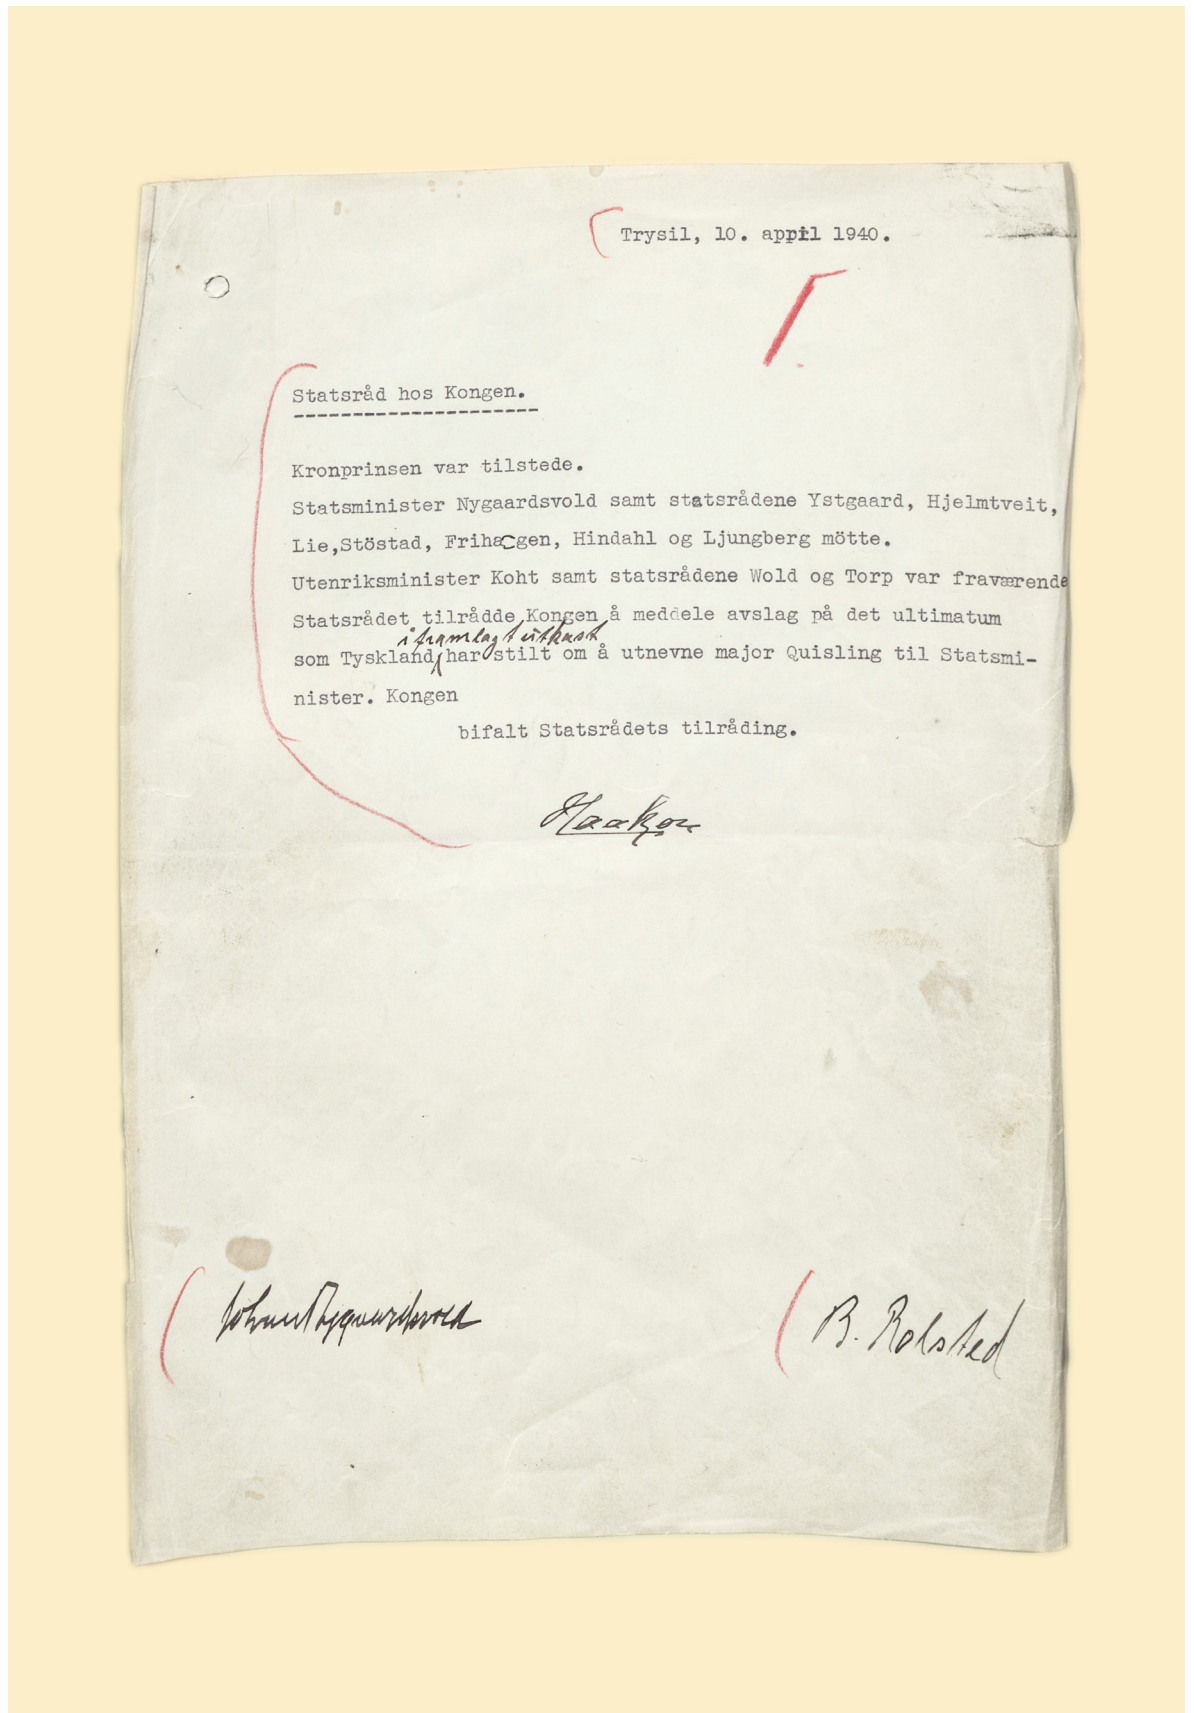 Trysil, 10. april 1940.
Statsråd hos Kongen.
Kronprinsen var tilstede.
Statsminister Nygaardsvold samt statsrådene Ystgaard, Hjelmtveit,
Lie,Stöstad, Frihagen, Hindahl og Ljungberg mötte.
Utenriksminister Koht samt statsrådene Wold og Torp var fraværende
Statsrådet tilrådde Kongen å meddele avslag på det ultimatum
i framlagt utkast
som Tyskland har stilt om å utnevne major Quisling til Statsmi-
nister. Kongen
bifalt Statsrådets tilråding.
Haakon
Johan Nygaardsvold
B. Rolsted